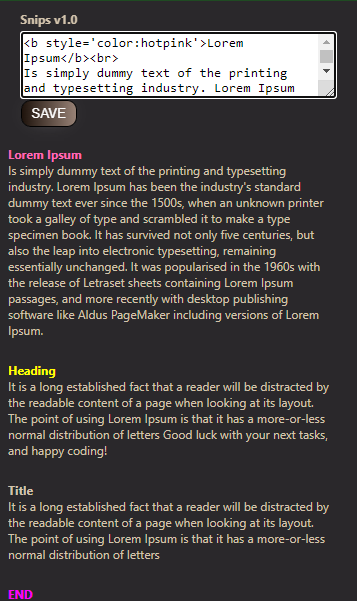 Snips v1.0
<b style='color:hotpink'>Lorem
Ipsum</b><br>
Is simply dummy text of the printing
and typesetting industry. Lorem Ipsum
SAVE
Lorem Ipsum
Is simply dummy text of the printing and typesetting
industry. Lorem Ipsum has been the industry's standard
dummy text ever since the 1500s, when an unknown printer
took a galley of type and scrambled it to make a type
specimen book. It has survived not only five centuries, but
also the leap into electronic typesetting, remaining
essentially unchanged. It was popularised in the 1960s with
the release of Letraset sheets containing Lorem Ipsum
passages, and more recently with desktop publishing
software like Aldus PageMaker including versions of Lorem
Ipsum.
Heading
It is a long established fact that a reader will be distracted by
the readable content of a page when looking at its layout.
The point of using Lorem Ipsum is that it has a more-or-less
normal distribution of letters Good luck with your next tasks,
and happy coding!
Title
It is a long established fact that a reader will be distracted by
the readable content of a page when looking at its layout.
The point of using Lorem Ipsum is that it has a more-or-less
normal distribution of letters
END